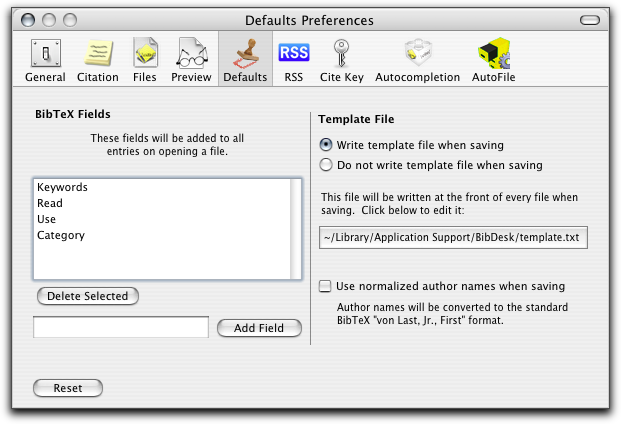 Defaults Preferences
General Citation Files Preview Defaults RSS Cite Key Autocompletion AutoFile
RSS
BibTeX Fields
These fields will be added to all
entries on opening a file.
Keywords
Read
Use
Category
Delete Selected
Add Field
Reset
Template File
Write template file when saving
Do not write template file when saving
This file will be written at the front of every file when
saving. Click below to edit it:
~/Library/Application Support/BibDesk/template.txt
Use normalized author names when saving
Author names will be converted to the standard
BibTeX "von Last, Jr., First" format.